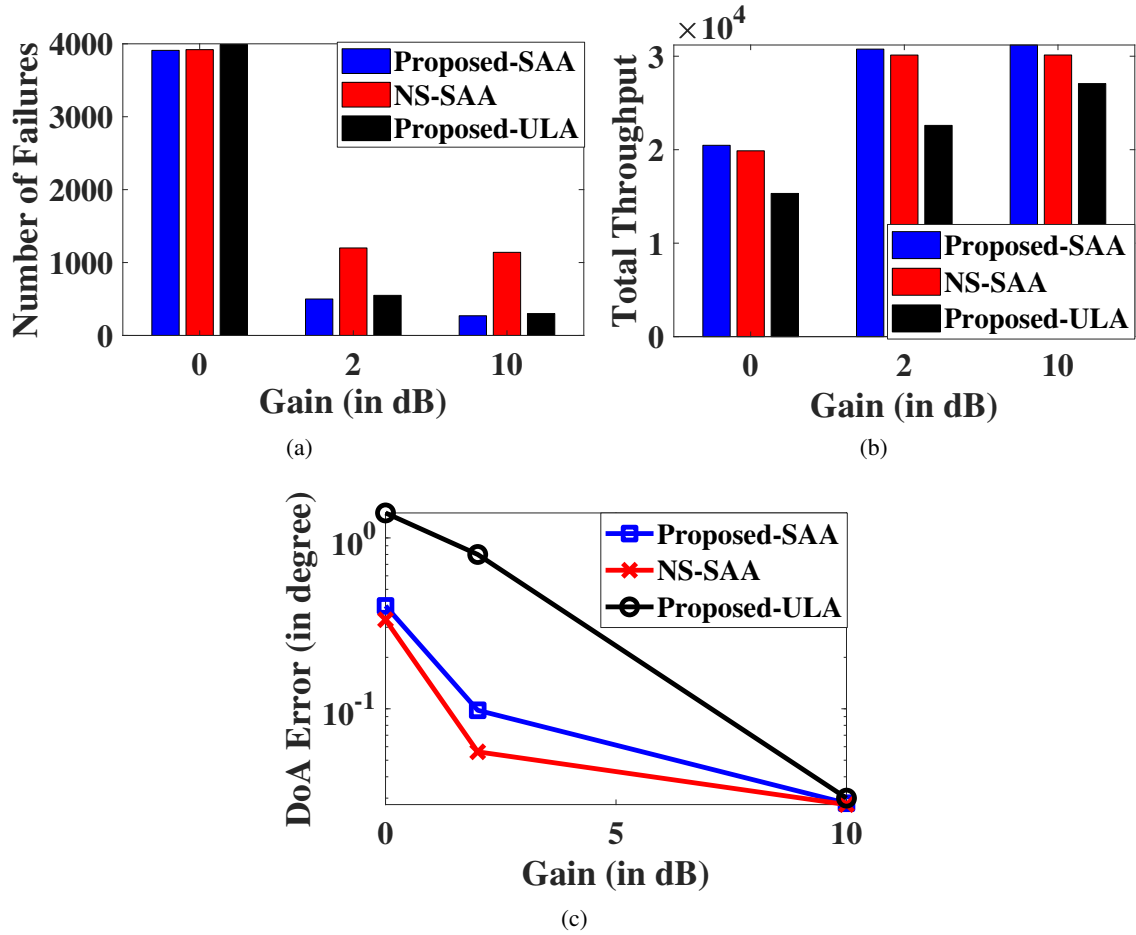 4000
3000
2000
1000
0
Number of Failures
Proposed-SAA
NS-SAA
Proposed-ULA
0 2 10
Gain (in dB)
(a)
×10^4
3
2
1
0
Total Throughput
Proposed-SAA
NS-SAA
Proposed-ULA
0 2 10
Gain (in dB)
(b)
10^0
10^-1
DoA Error (in degree)
Proposed-SAA
NS-SAA
Proposed-ULA
0 5 10
Gain (in dB)
(c)